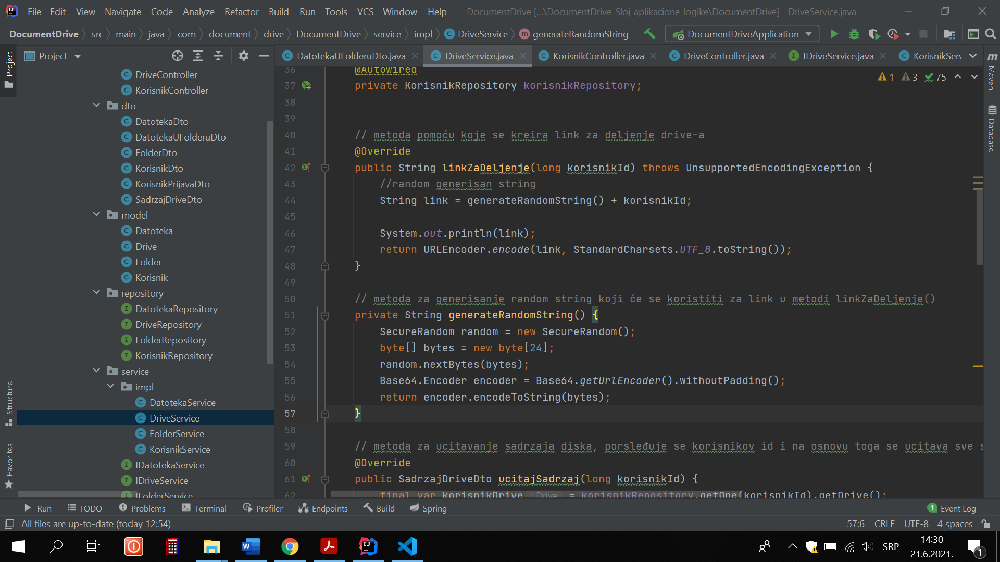 File Edit View Navigate Code Analyze Refactor Build Run Tools VCS Window Help DocumentDrive [...\DocumentDrive-Sloj-aplikacione-logike\DocumentDrive] - DriveService.java
DocumentDrive src main java com document drive DocumentDrive service impl DriveService generateRandomString DocumentDriveApplication
Project
DatotekaUFolderuDto.java DriveService.java KorisnikController.java DriveController.java IDriveService.java KorisnikServ
Project
Structure
Favorites
DriveController
KorisnikController
dto
DatotekaDto
DatotekaUFolderuDto
FolderDto
KorisnikDto
KorisnikPrijavaDto
SadrzajDriveDto
model
Datoteka
Drive
Folder
Korisnik
repository
DatotekaRepository
DriveRepository
FolderRepository
KorisnikRepository
service
impl
DatotekaService
DriveService
FolderService
KorisnikService
IDatotekaService
IDriveService
IFolderService
1 3 75
36 @Autowired
37 private KorisnikRepository korisnikRepository;
38
39
40 // metoda pomoću koje se kreira link za deljenje drive-a
41 @Override
42 public String linkZaDeljenje(long korisnikId) throws UnsupportedEncodingException {
43 //random generisan string
44 String link = generateRandomString() + korisnikId;
45
46 System.out.println(link);
47 return URLEncoder.encode(link, StandardCharsets.UTF_8.toString());
48 }
49
50 // metoda za generisanje random string koji će se koristiti za link u metodi linkZaDeljenje()
51 private String generateRandomString() {
52 SecureRandom random = new SecureRandom();
53 byte[] bytes = new byte[24];
54 random.nextBytes(bytes);
55 Base64.Encoder encoder = Base64.getUrlEncoder().withoutPadding();
56 return encoder.encodeToString(bytes);
57 }
58
59 // metoda za ucitavanje sadrzaja diska, porsleđuje se korisnikov id i na osnovu toga se ucitava sve s
60 @Override
61 public SadrzajDriveDto ucitajSadrzaj(long korisnikId) {
62 final var korisnikDrive : Drive = korisnikRepository.getOne(korisnikId).getDrive();
m
Maven
Database
Run TODO Problems Terminal Profiler Endpoints Build Spring 1 Event Log
All files are up-to-date (today 12:54) 57:6 CRLF UTF-8 4 spaces
SRP 14:30
21.6.2021. 1